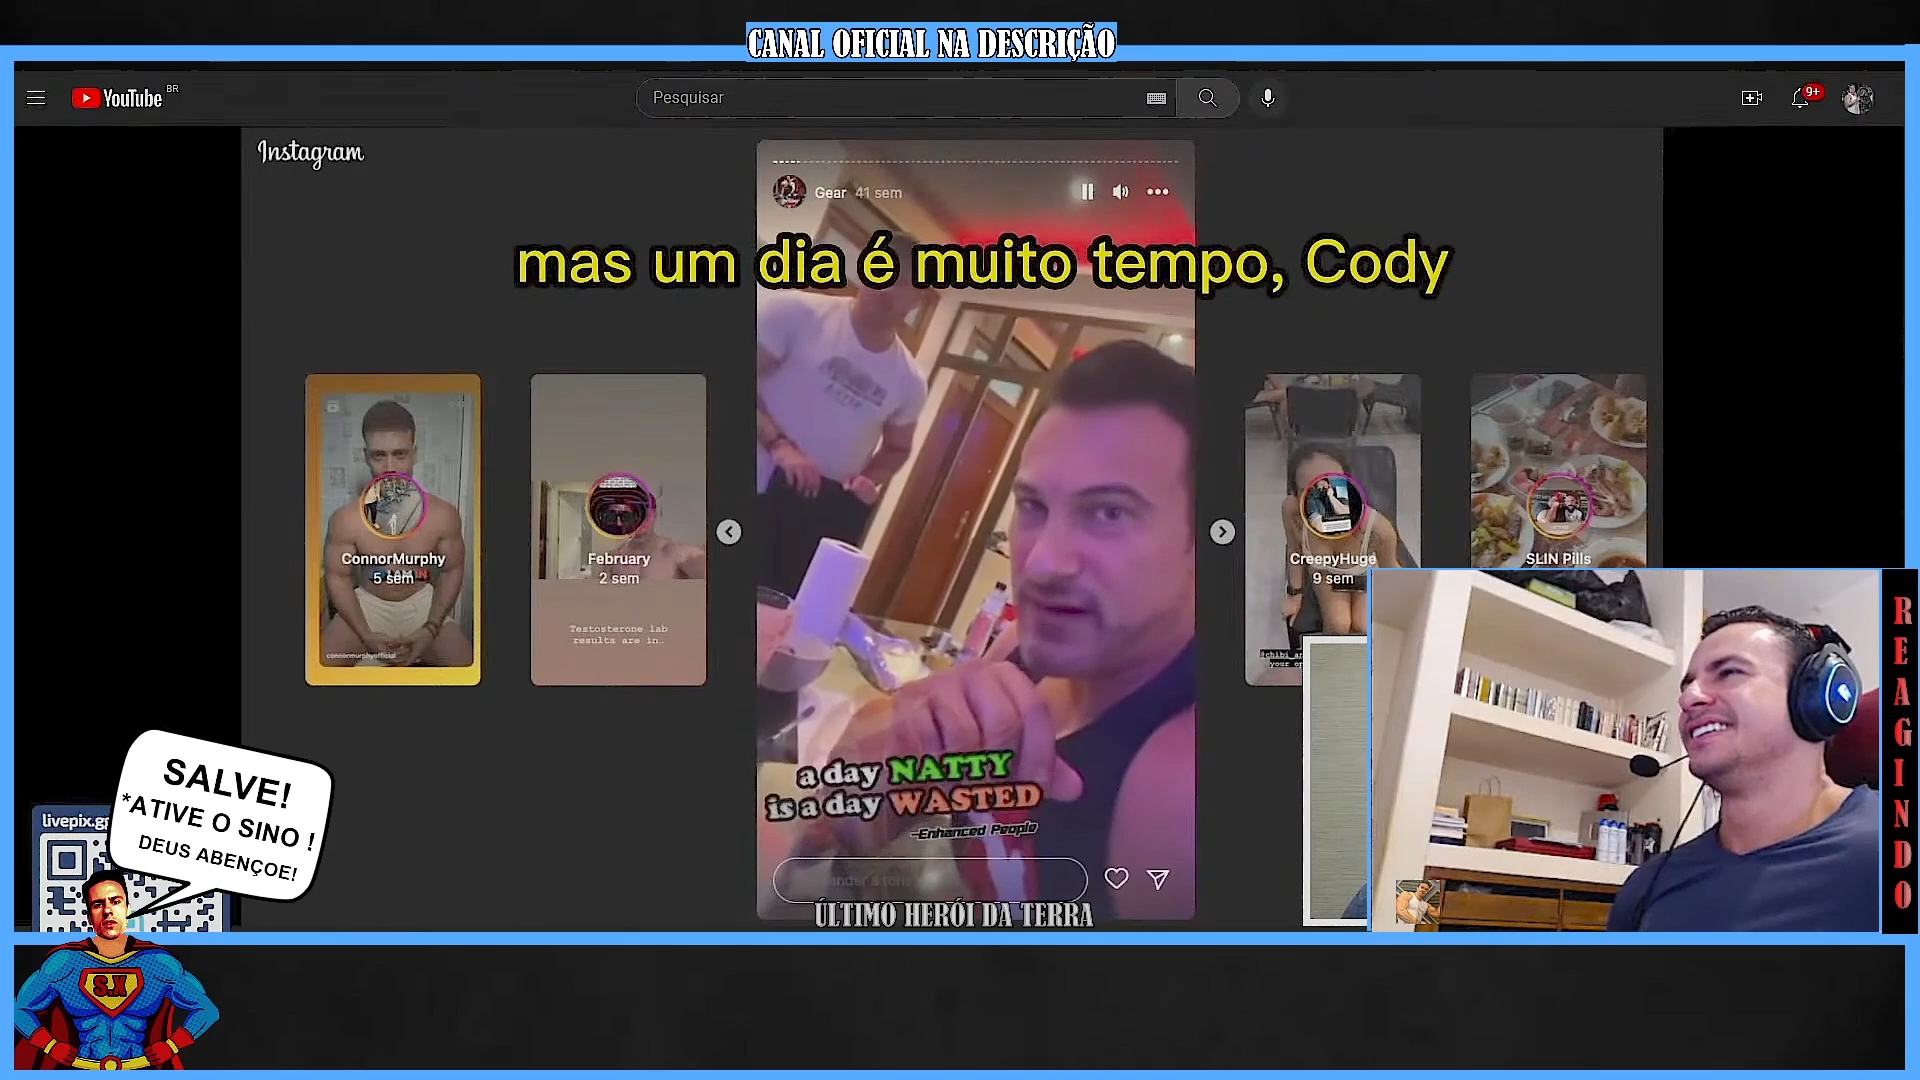 CANAL OFICIAL NA DESCRIÇÃO
YouTube BR
Pesquisar
9+
Instagram
Gear 41 sem
mas um dia é muito tempo, Cody
ConnorMurphy
5 sem
connormurphyofficial
February
2 sem
Testosterone lab
results are in..
CreepyHuge
9 sem
SLIN Pills
a day NATTY
is a day WASTED
-Enhanced People
ÚLTIMO HERÓI DA TERRA
SALVE!
*ATIVE O SINO !
DEUS ABENÇOE!
S.X
REAGINDO